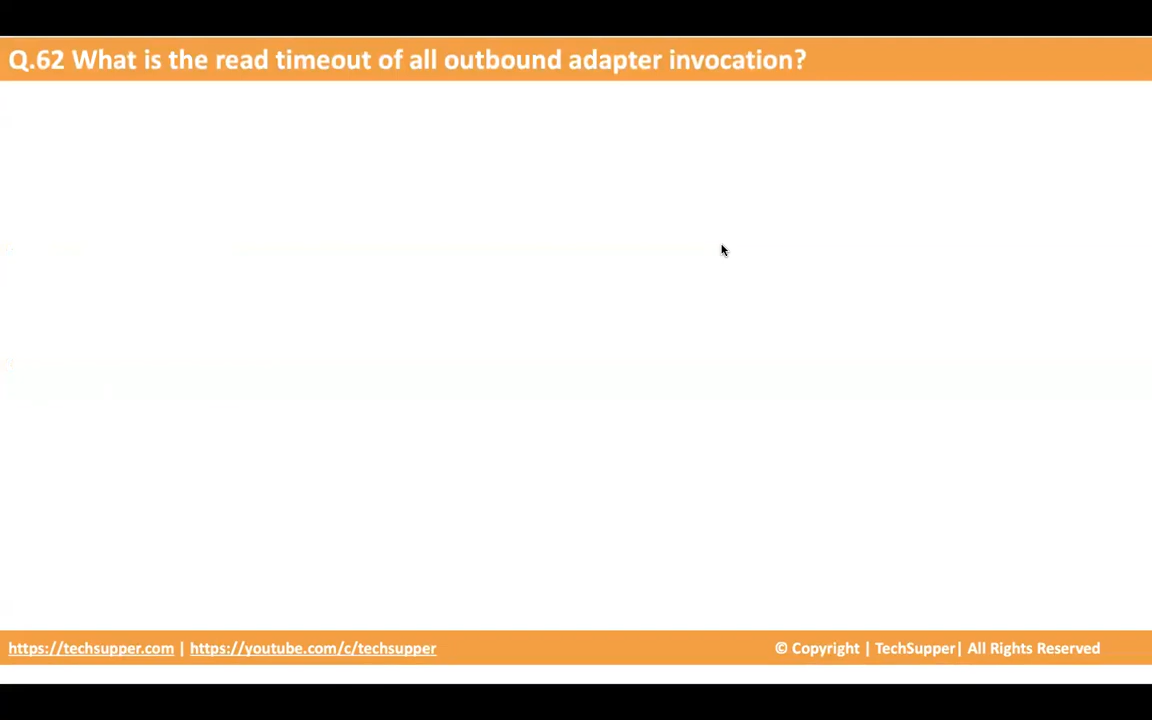 Q.62 What is the read timeout of all outbound adapter invocation?
https://techsupper.com | https://youtube.com/c/techsupper
© Copyright | TechSupper| All Rights Reserved